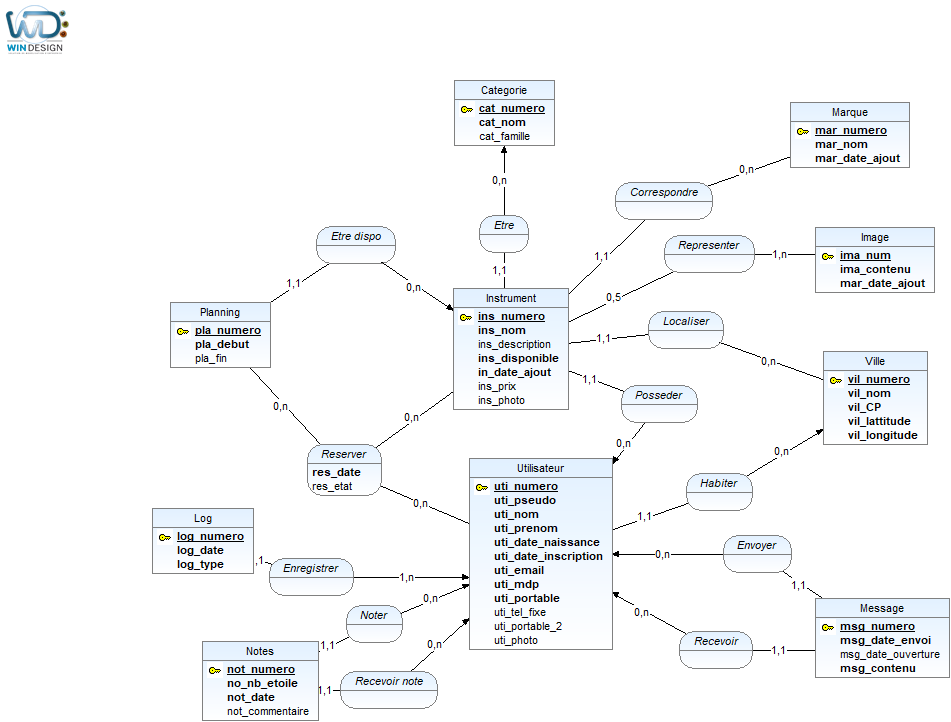 WD:
WINDESIGN
Categorie
cat_numero
cat_nom
cat_famille
0,n
Etre
1,1
Marque
mar_numero
mar_nom
mar_date_ajout
0,n
Correspondre
1,1
Etre dispo
1,1
0,n
Representer
1,n
0,5
Image
ima_num
ima_contenu
mar_date_ajout
Planning
pla_numero
pla_debut
pla_fin
Instrument
ins_numero
ins_nom
ins_description
ins_disponible
in_date_ajout
ins_prix
ins_photo
Localiser
1,1
0,n
Ville
vil_numero
vil_nom
vil_CP
vil_lattitude
vil_longitude
1,1
Posseder
0,n
0,n
0,n
Reserver
res_date
res_etat
0,n
Utilisateur
uti_numero
uti_pseudo
uti_nom
uti_prenom
uti_date_naissance
uti_date_inscription
uti_email
uti_mdp
uti_portable
uti_tel_fixe
uti_portable_2
uti_photo
0,n
Habiter
1,1
Log
log_numero
log_date
log_type
,1
Enregistrer
1,n
Envoyer
0,n
1,1
Message
msg_numero
msg_date_envoi
msg_date_ouverture
msg_contenu
0,n
Recevoir
1,1
Noter
0,n
1,1
Notes
not_numero
no_nb_etoile
not_date
not_commentaire
0,n
Recevoir note
1,1